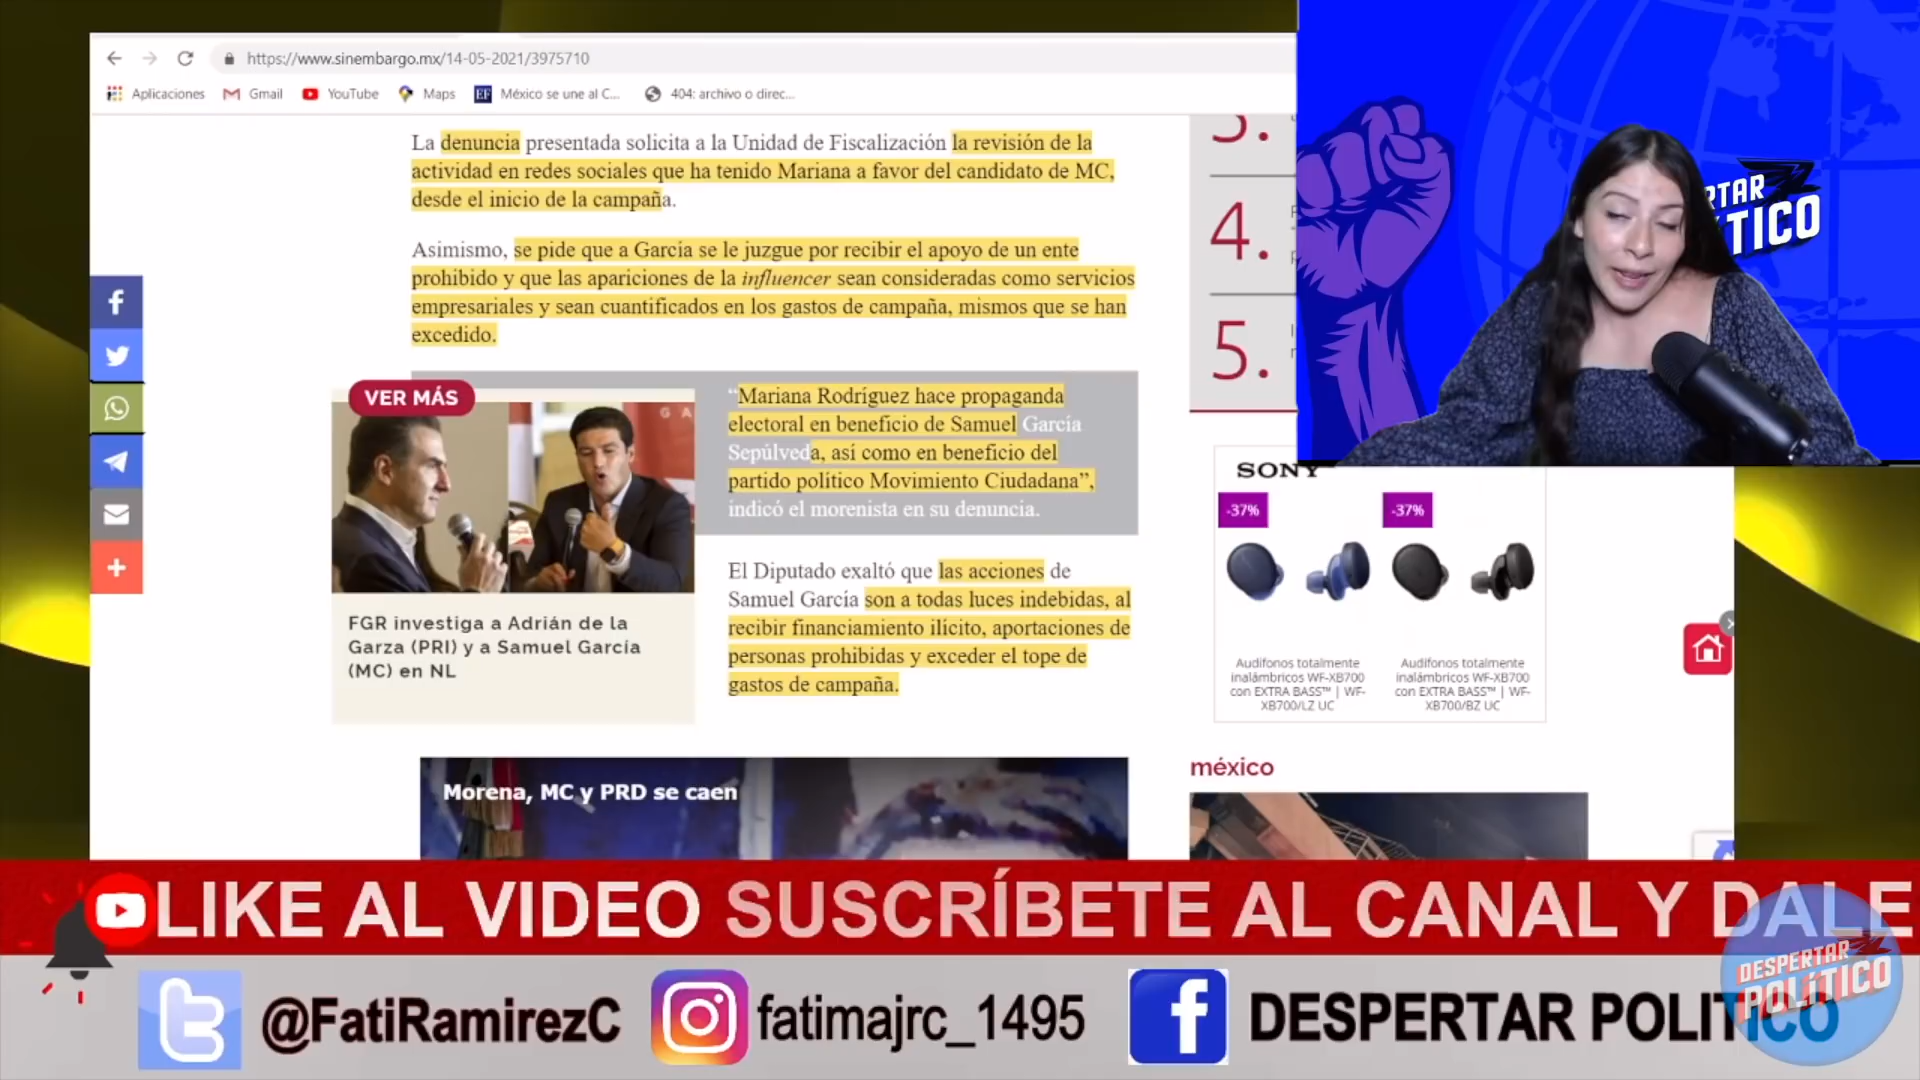 https://www.sinembargo.mx/14-05-2021/3975710
Aplicaciones
Gmail
YouTube
Maps
EF
México se une al C...
404: archivo o direc...
La denuncia presentada solicita a la Unidad de Fiscalización la revisión de la
actividad en redes sociales que ha tenido Mariana a favor del candidato de MC,
desde el inicio de la campaña.
Asimismo, se pide que a García se le juzgue por recibir el apoyo de un ente
prohibido y que las apariciones de la influencer sean consideradas como servicios
empresariales y sean cuantificados en los gastos de campaña, mismos que se han
excedido.
VER MÁS
G A
FGR investiga a Adrián de la
Garza (PRI) y a Samuel García
(MC) en NL
“Mariana Rodríguez hace propaganda
electoral en beneficio de Samuel García
Sepúlveda, así como en beneficio del
partido político Movimiento Ciudadana”,
indicó el morenista en su denuncia.
El Diputado exaltó que las acciones de
Samuel García son a todas luces indebidas, al
recibir financiamiento ilícito, aportaciones de
personas prohibidas y exceder el tope de
gastos de campaña.
Morena, MC y PRD se caen
3.
4.
5.
RTAR
TICO
SONY
-37%
-37%
Audífonos totalmente
inalámbricos WF-XB700
con EXTRA BASS™ | WF-
XB700/LZ UC
Audífonos totalmente
inalámbricos WF-XB700
con EXTRA BASS™ | WF-
XB700/BZ UC
méxico
LIKE AL VIDEO SUSCRÍBETE AL CANAL Y DALE
@FatiRamirezC
fatimajrc_1495
DESPERTAR POLITICO
DESPERTAR
POLÍTICO